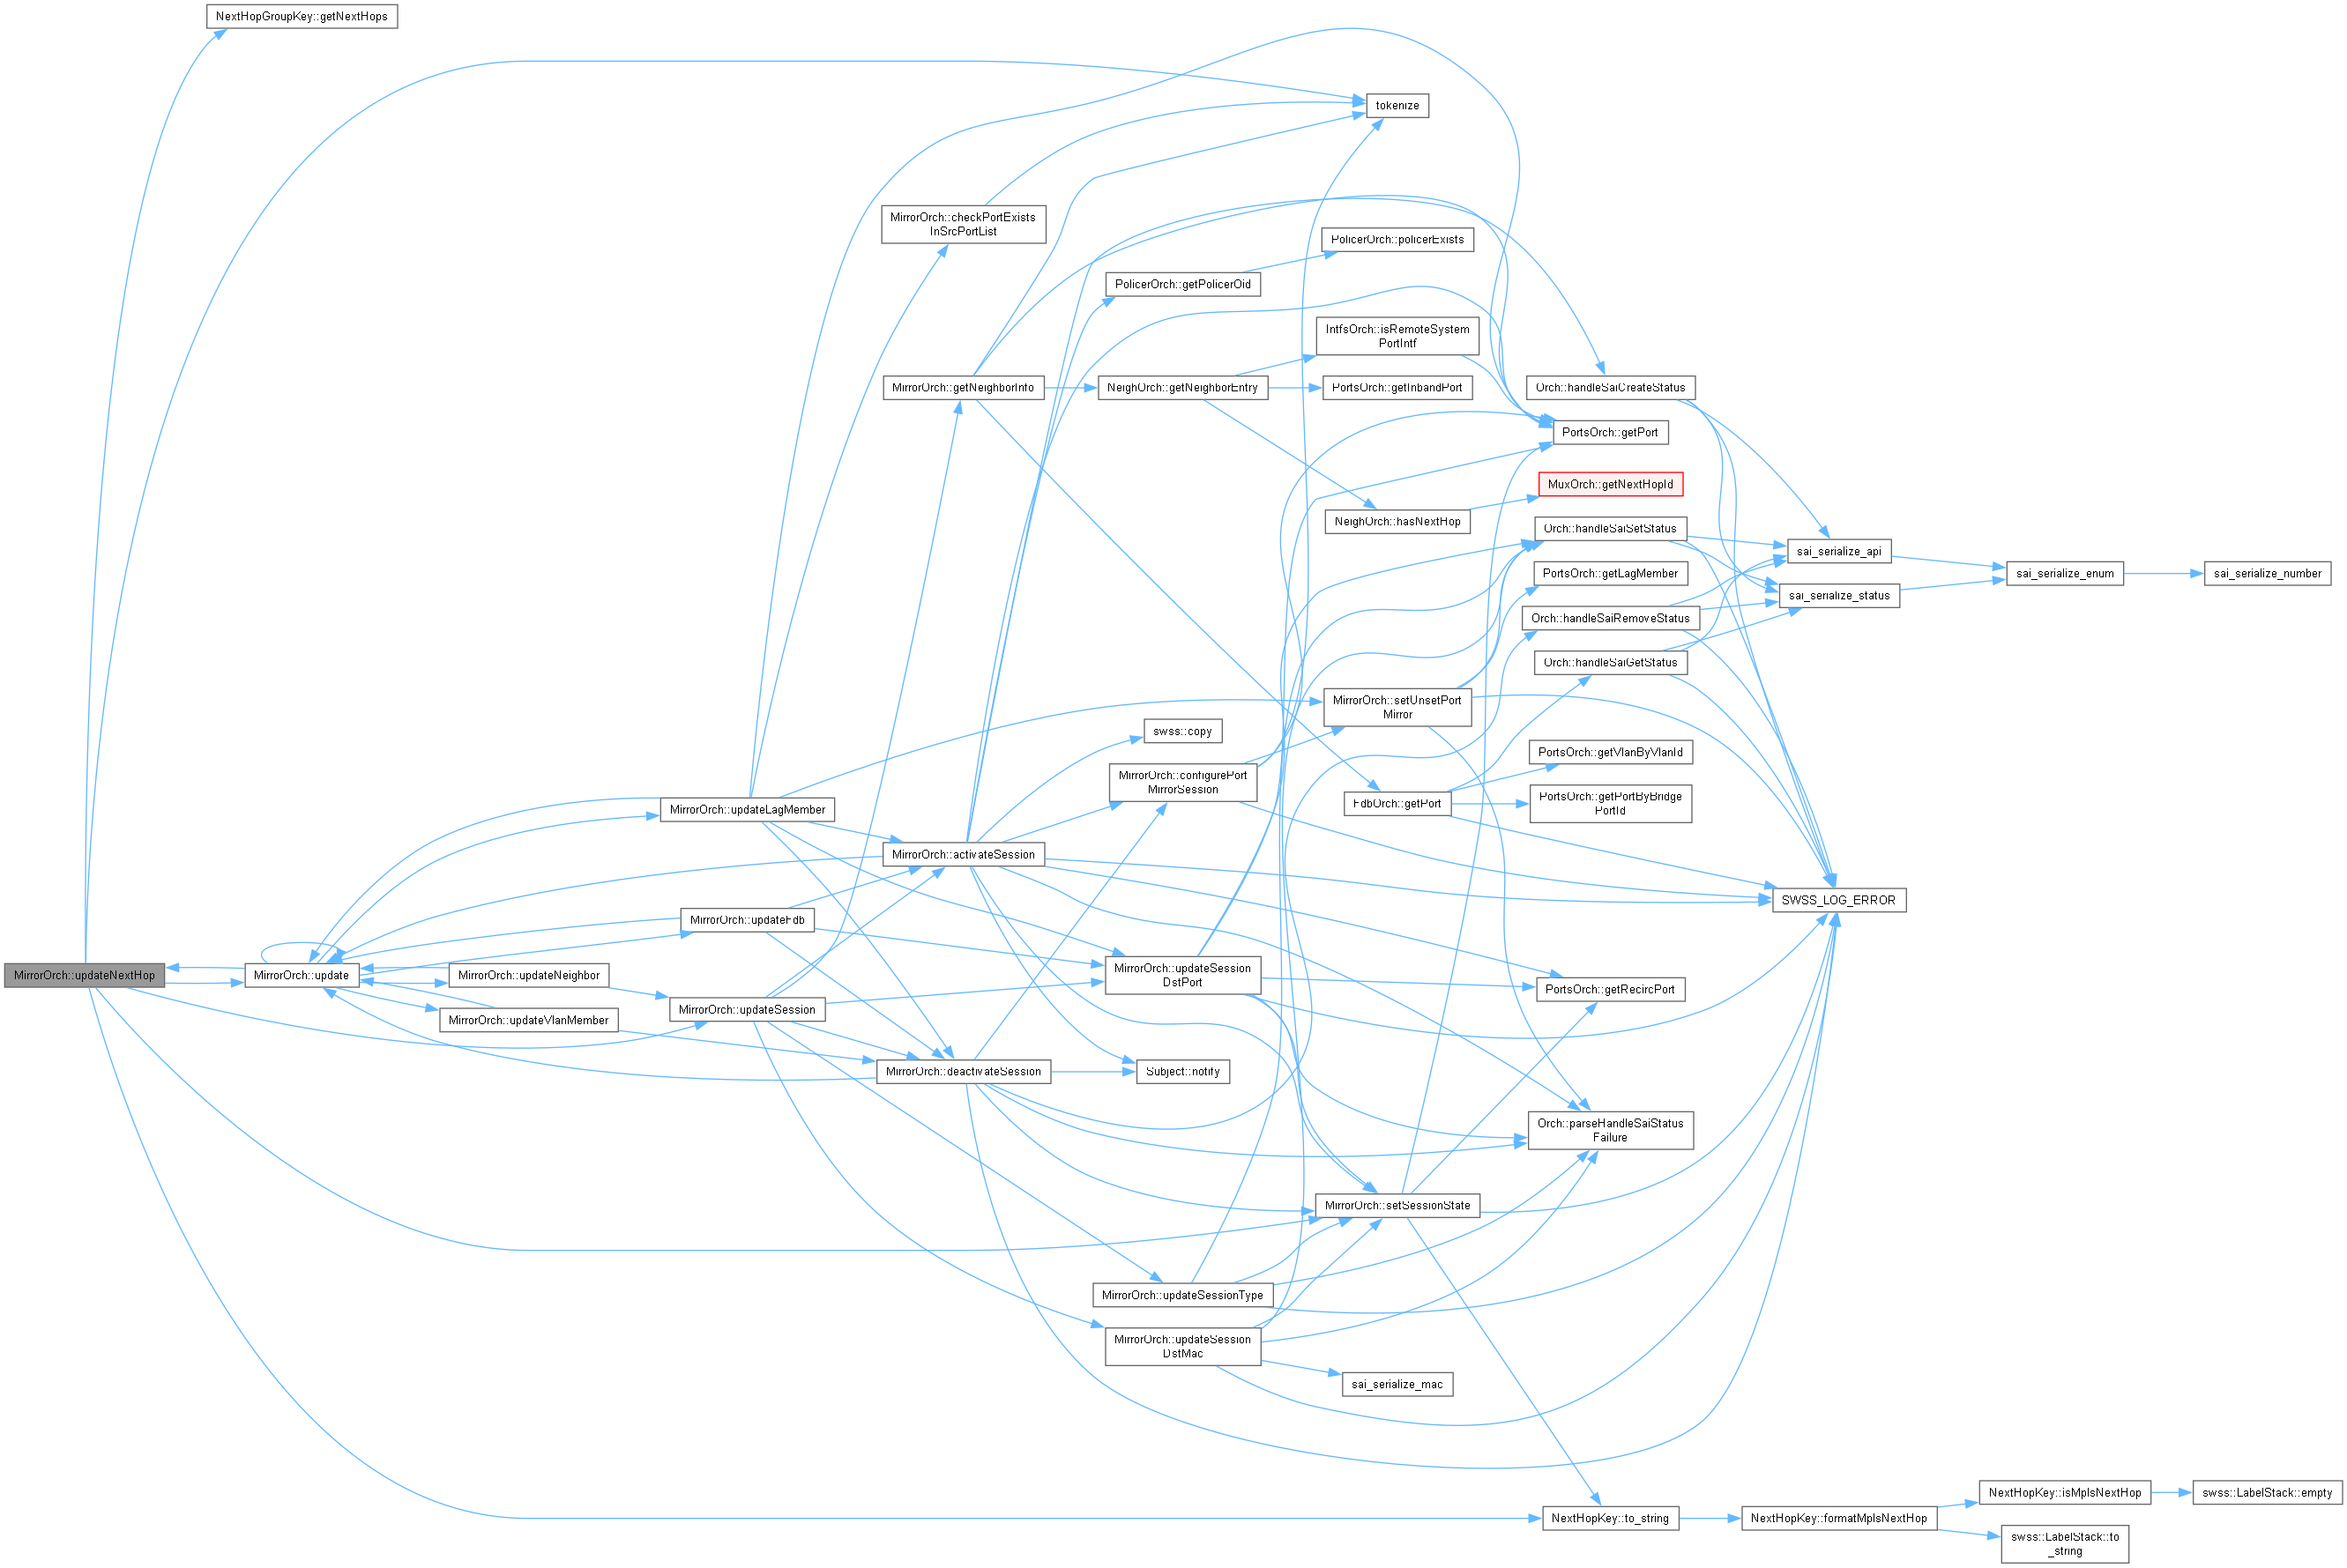 NextHopGroupKey::getNextHops
tokenize
MirrorOrch::checkPortExists
InSrcPortList
PolicerOrch::policerExists
PolicerOrch::getPolicerOid
IntfsOrch::isRemoteSystem
PortIntf
MirrorOrch::getNeighborInfo
NeighOrch::getNeighborEntry
PortsOrch::getInbandPort
Orch::handleSaiCreateStatus
PortsOrch::getPort
MuxOrch::getNextHopId
NeighOrch::hasNextHop
Orch::handleSaiSetStatus
sai_serialize_api
PortsOrch::getLagMember
sai_serialize_enum
sai_serialize_number
sai_serialize_status
Orch::handleSaiRemoveStatus
Orch::handleSaiGetStatus
MirrorOrch::setUnsetPort
Mirror
swss::copy
PortsOrch::getVlanByVlanId
MirrorOrch::configurePort
MirrorSession
FdbOrch::getPort
PortsOrch::getPortByBridge
PortId
MirrorOrch::updateLagMember
MirrorOrch::activateSession
SWSS_LOG_ERROR
MirrorOrch::updateFdb
MirrorOrch::updateNextHop
MirrorOrch::update
MirrorOrch::updateNeighbor
MirrorOrch::updateSession
DstPort
PortsOrch::getRecircPort
MirrorOrch::updateSession
MirrorOrch::updateVlanMember
MirrorOrch::deactivateSession
Subject::notify
Orch::parseHandleSaiStatus
Failure
MirrorOrch::setSessionState
MirrorOrch::updateSessionType
MirrorOrch::updateSession
DstMac
sai_serialize_mac
NextHopKey::to_string
NextHopKey::formatMplsNextHop
NextHopKey::isMplsNextHop
swss::LabelStack::empty
swss::LabelStack::to
_string